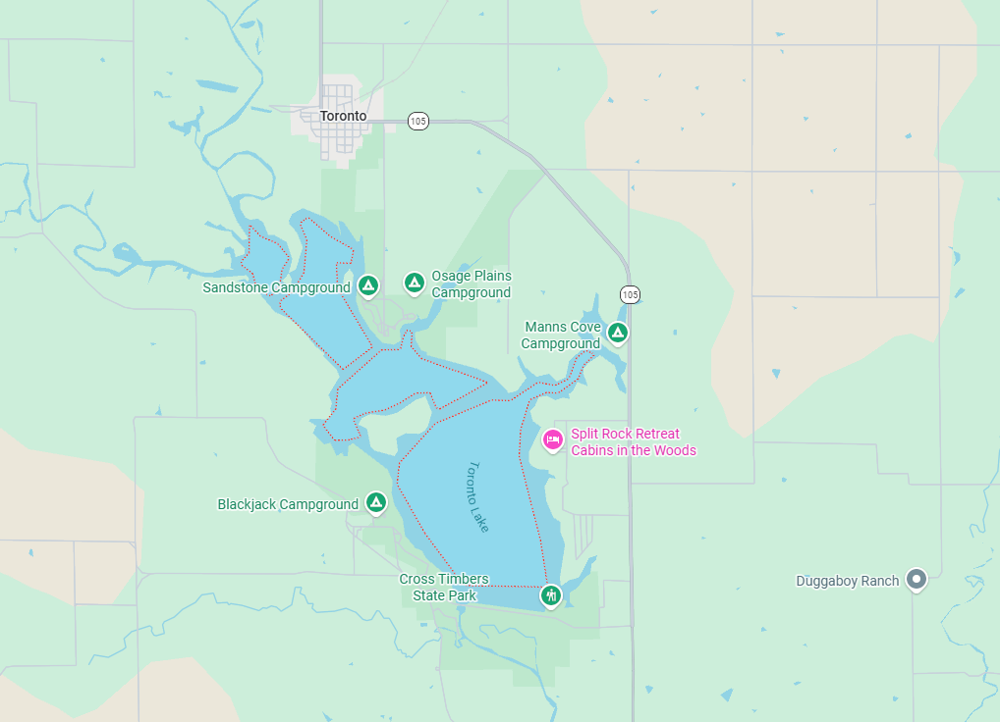 Toronto
105
Sandstone Campground
Osage Plains
Campground
105
Manns Cove
Campground
Split Rock Retreat
Cabins in the Woods
Toronto Lake
Blackjack Campground
Cross Timbers
State Park
Duggaboy Ranch